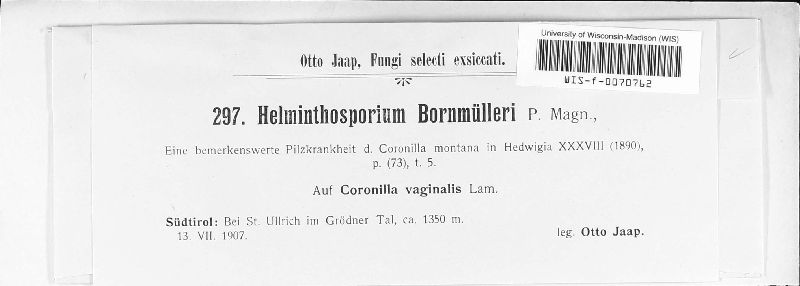 University of Wisconsin-Madison (WIS)
WIS-f-0070762
Otto Jaap, Fungi selecti exsiccati.
297. Helminthosporium Bornmülleri P. Magn.,
Eine bemerkenswerte Pilzkrankheit d. Coronilla montana in Hedwigia XXXVIII (1890),
p. (73), t. 5.
Auf Coronilla vaginalis Lam.
Südtirol: Bei St. Ullrich im Grödner Tal, ca. 1350 m.
13. VII. 1907.
leg. Otto Jaap.